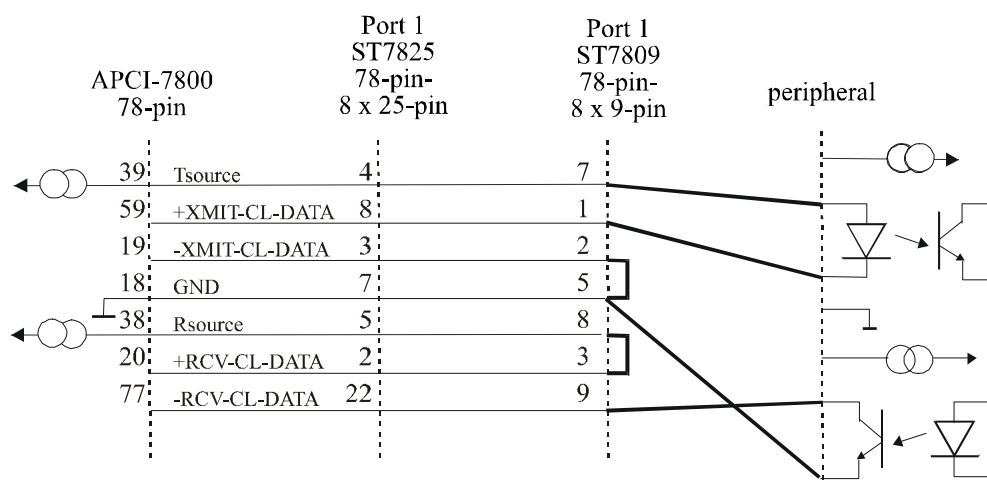 APCI-7800
78-pin
Port 1
ST7825
78-pin-
8 x 25-pin
Port 1
ST7809
78-pin-
8 x 9-pin
peripheral
39 Tsource 4 7
59 +XMIT-CL-DATA 8 1
19 -XMIT-CL-DATA 3 2
18 GND 7 5
38 Rsource 5 8
20 +RCV-CL-DATA 2 3
77 -RCV-CL-DATA 22 9